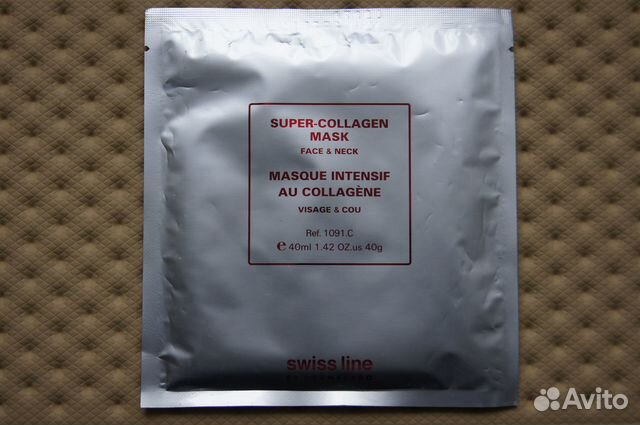 SUPER-COLLAGEN
MASK
FACE & NECK
MASQUE INTENSIF
AU COLLAGÈNE
VISAGE & COU
Ref. 1091.C
℮ 40ml 1.42 OZ.us 40g
swiss line
Avito